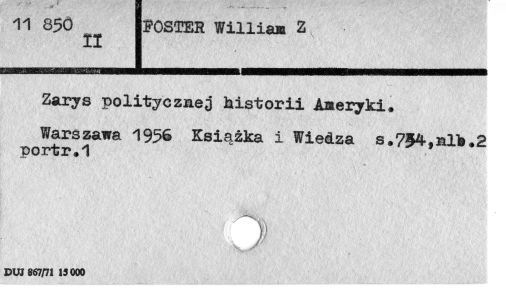 11 850
II
FOSTER William Z
Zarys politycznej historii Ameryki.
Warszawa 1956 Książka i Wiedza s.734,nlb.2
portr.1
DUJ 867/71 15 000